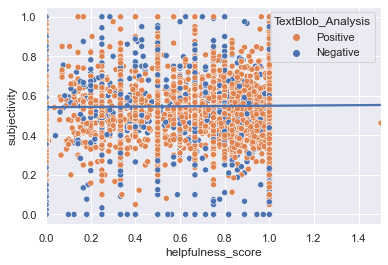 TextBlob_Analysis
Positive
Negative
1.0
0.8
0.6
0.4
0.2
0.0
subjectivity
0.0 0.2 0.4 0.6 0.8 1.0 1.2 1.4
helpfulness_score